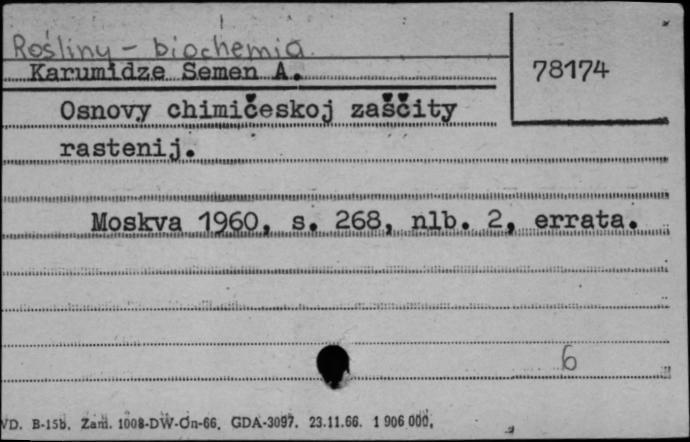 Rośliny - biochemia
Karumidze Semen A.
78174
Osnovy chimičeskoj zaščity
rastenij.
Moskva 1960, s. 268, nlb. 2, errata.
6
VD. B-15b. Zam. 1008-DW-On-66. GDA-3097. 23.11.66. 1 906 000.